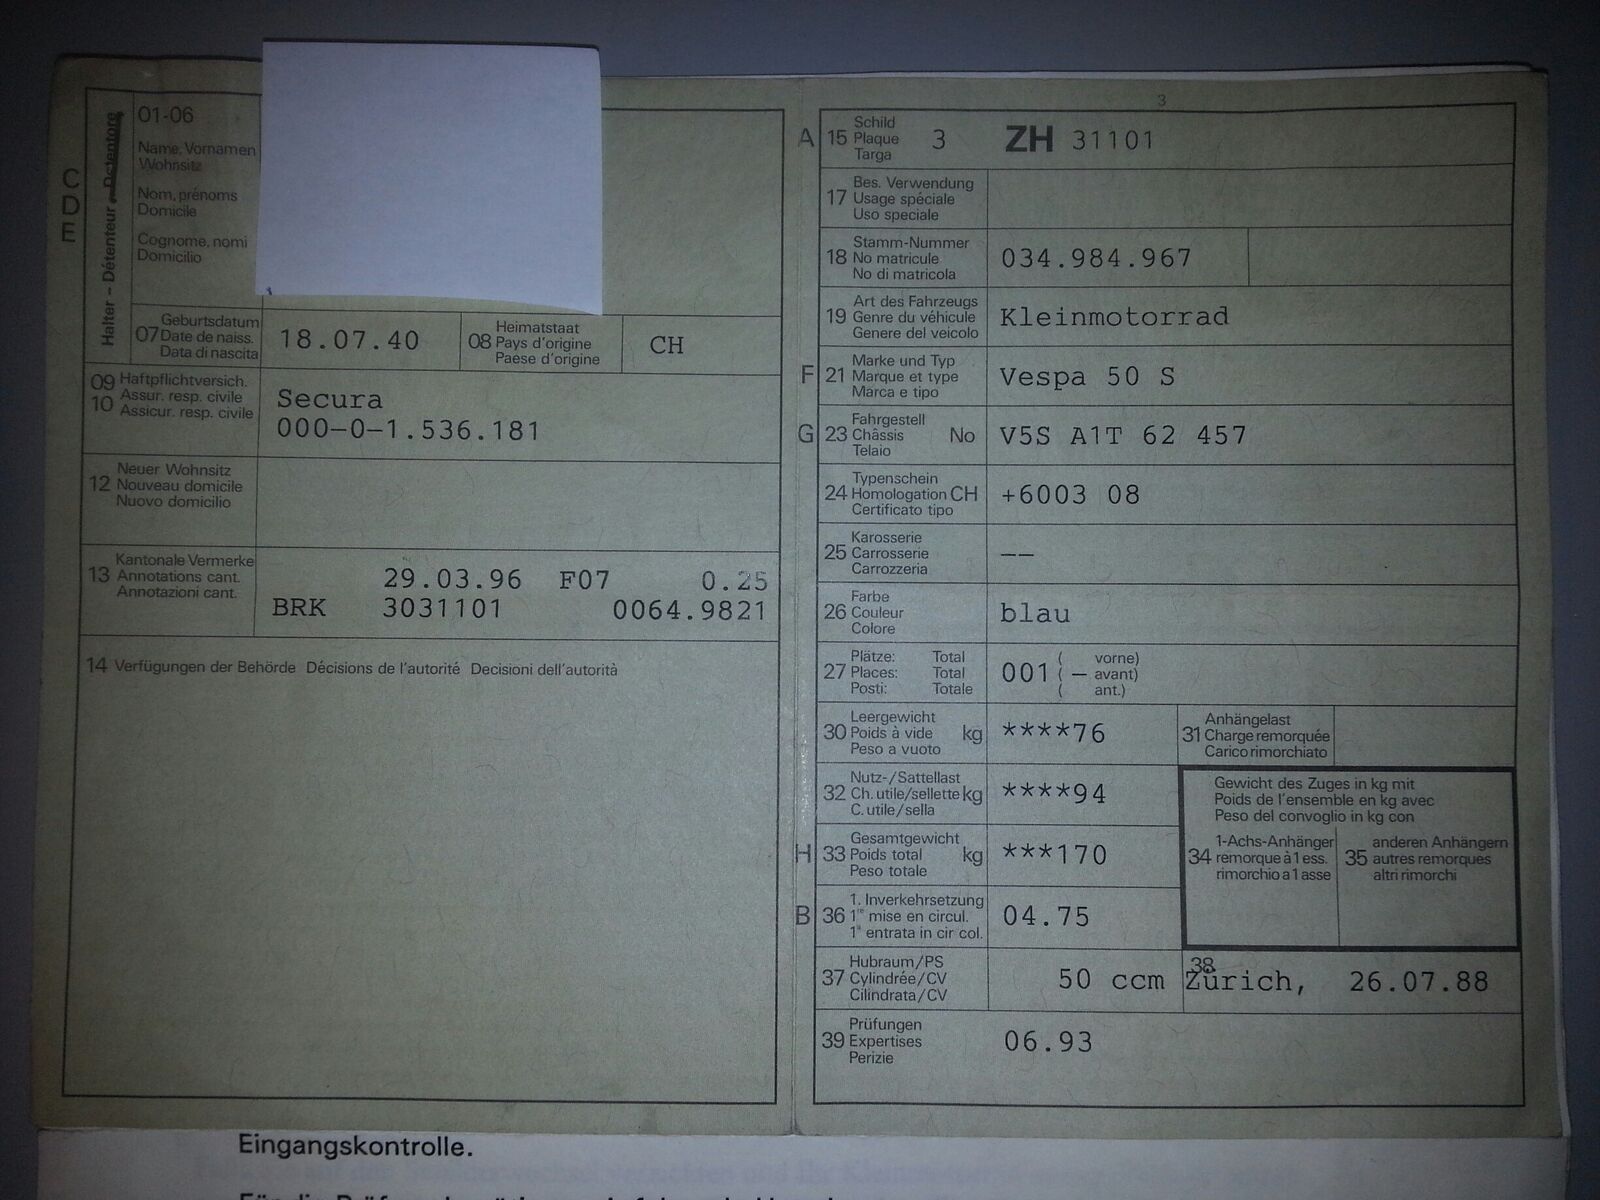 C
D
E
Halter - Détenteur - Detentore
01-06
Name, Vornamen
Wohnsitz
Nom, prénoms
Domicile
Cognome, nomi
Domicilio
07 Geburtsdatum
Date de naiss.
Data di nascita
18.07.40
08 Heimatstaat
Pays d'origine
Paese d'origine
CH
09 Haftpflichtversich.
10 Assur. resp. civile
Assicur. resp. civile
Secura
000-0-1.536.181
12 Neuer Wohnsitz
Nouveau domicile
Nuovo domicilio
13 Kantonale Vermerke
Annotations cant.
Annotazioni cant.
29.03.96 F07 0.25
BRK 3031101 0064.9821
14 Verfügungen der Behörde Décisions de l'autorité Decisioni dell'autorità
3
A 15 Schild
Plaque
Targa
3 ZH 31101
17 Bes. Verwendung
Usage spéciale
Uso speciale
18 Stamm-Nummer
No matricule
No di matricola
034.984.967
19 Art des Fahrzeugs
Genre du véhicule
Genere del veicolo
Kleinmotorrad
F 21 Marke und Typ
Marque et type
Marca e tipo
Vespa 50 S
G 23 Fahrgestell
Châssis No
Telaio
V5S A1T 62 457
24 Typenschein
Homologation CH
Certificato tipo
+6003 08
25 Karosserie
Carrosserie
Carrozzeria
--
26 Farbe
Couleur
Colore
blau
27 Plätze: Total
Places: Total
Posti: Totale
001 ( vorne)
( — avant)
( ant.)
30 Leergewicht
Poids à vide kg
Peso a vuoto
****76
31 Anhängelast
Charge remorquée
Carico rimorchiato
32 Nutz-/Sattellast
Ch. utile/sellette kg
C. utile/sella
****94
Gewicht des Zuges in kg mit
Poids de l'ensemble en kg avec
Peso del convoglio in kg con
34 1-Achs-Anhänger
remorque à 1 ess.
rimorchio a 1 asse
35 anderen Anhängern
autres remorques
altri rimorchi
H 33 Gesamtgewicht
Poids total kg
Peso totale
***170
B 36 1. Inverkehrsetzung
1re mise en circul.
1a entrata in cir col.
04.75
37 Hubraum/PS
Cylindrée/CV
Cilindrata/CV
50 ccm
38
Zürich, 26.07.88
39 Prüfungen
Expertises
Perizie
06.93
Eingangskontrolle.